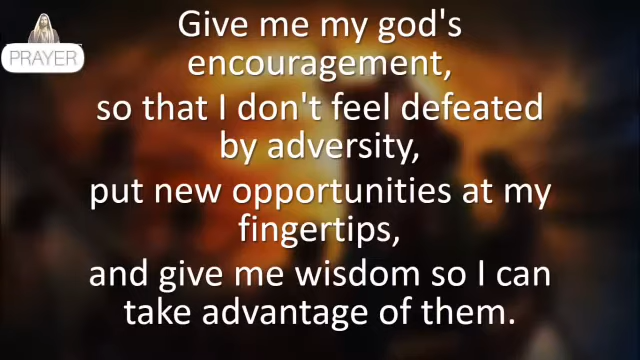 PRAYER
Give me my god's
encouragement,
so that I don't feel defeated
by adversity,
put new opportunities at my
fingertips,
and give me wisdom so I can
take advantage of them.